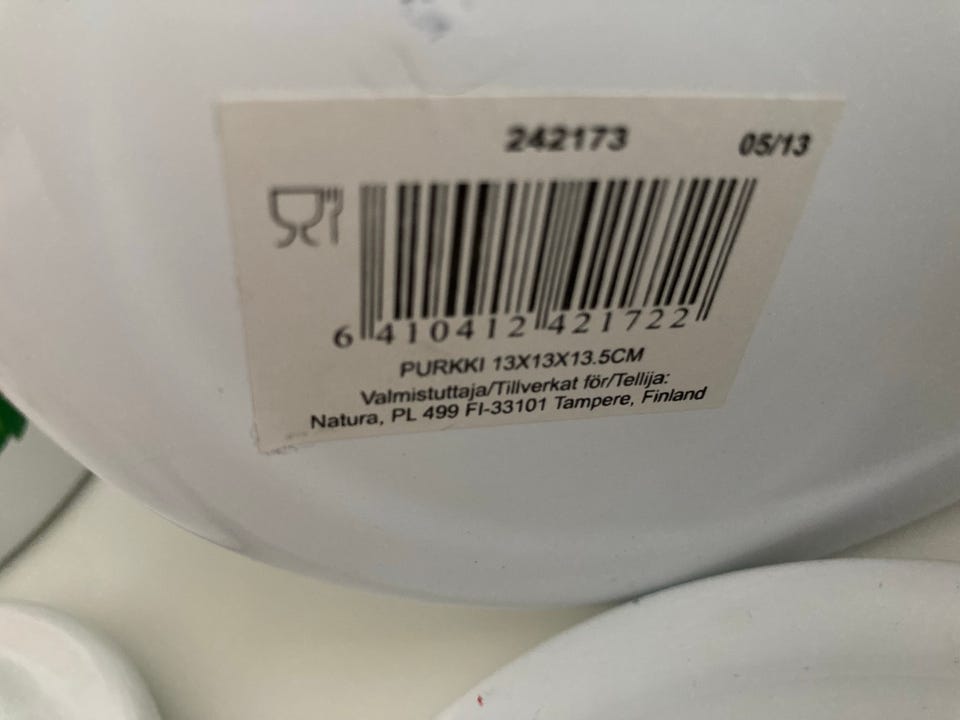 242173 05/13
6 410412 421722
PURKKI 13X13X13.5CM
Valmistuttaja/Tillverkat för/Tellija:
Natura, PL 499 FI-33101 Tampere, Finland